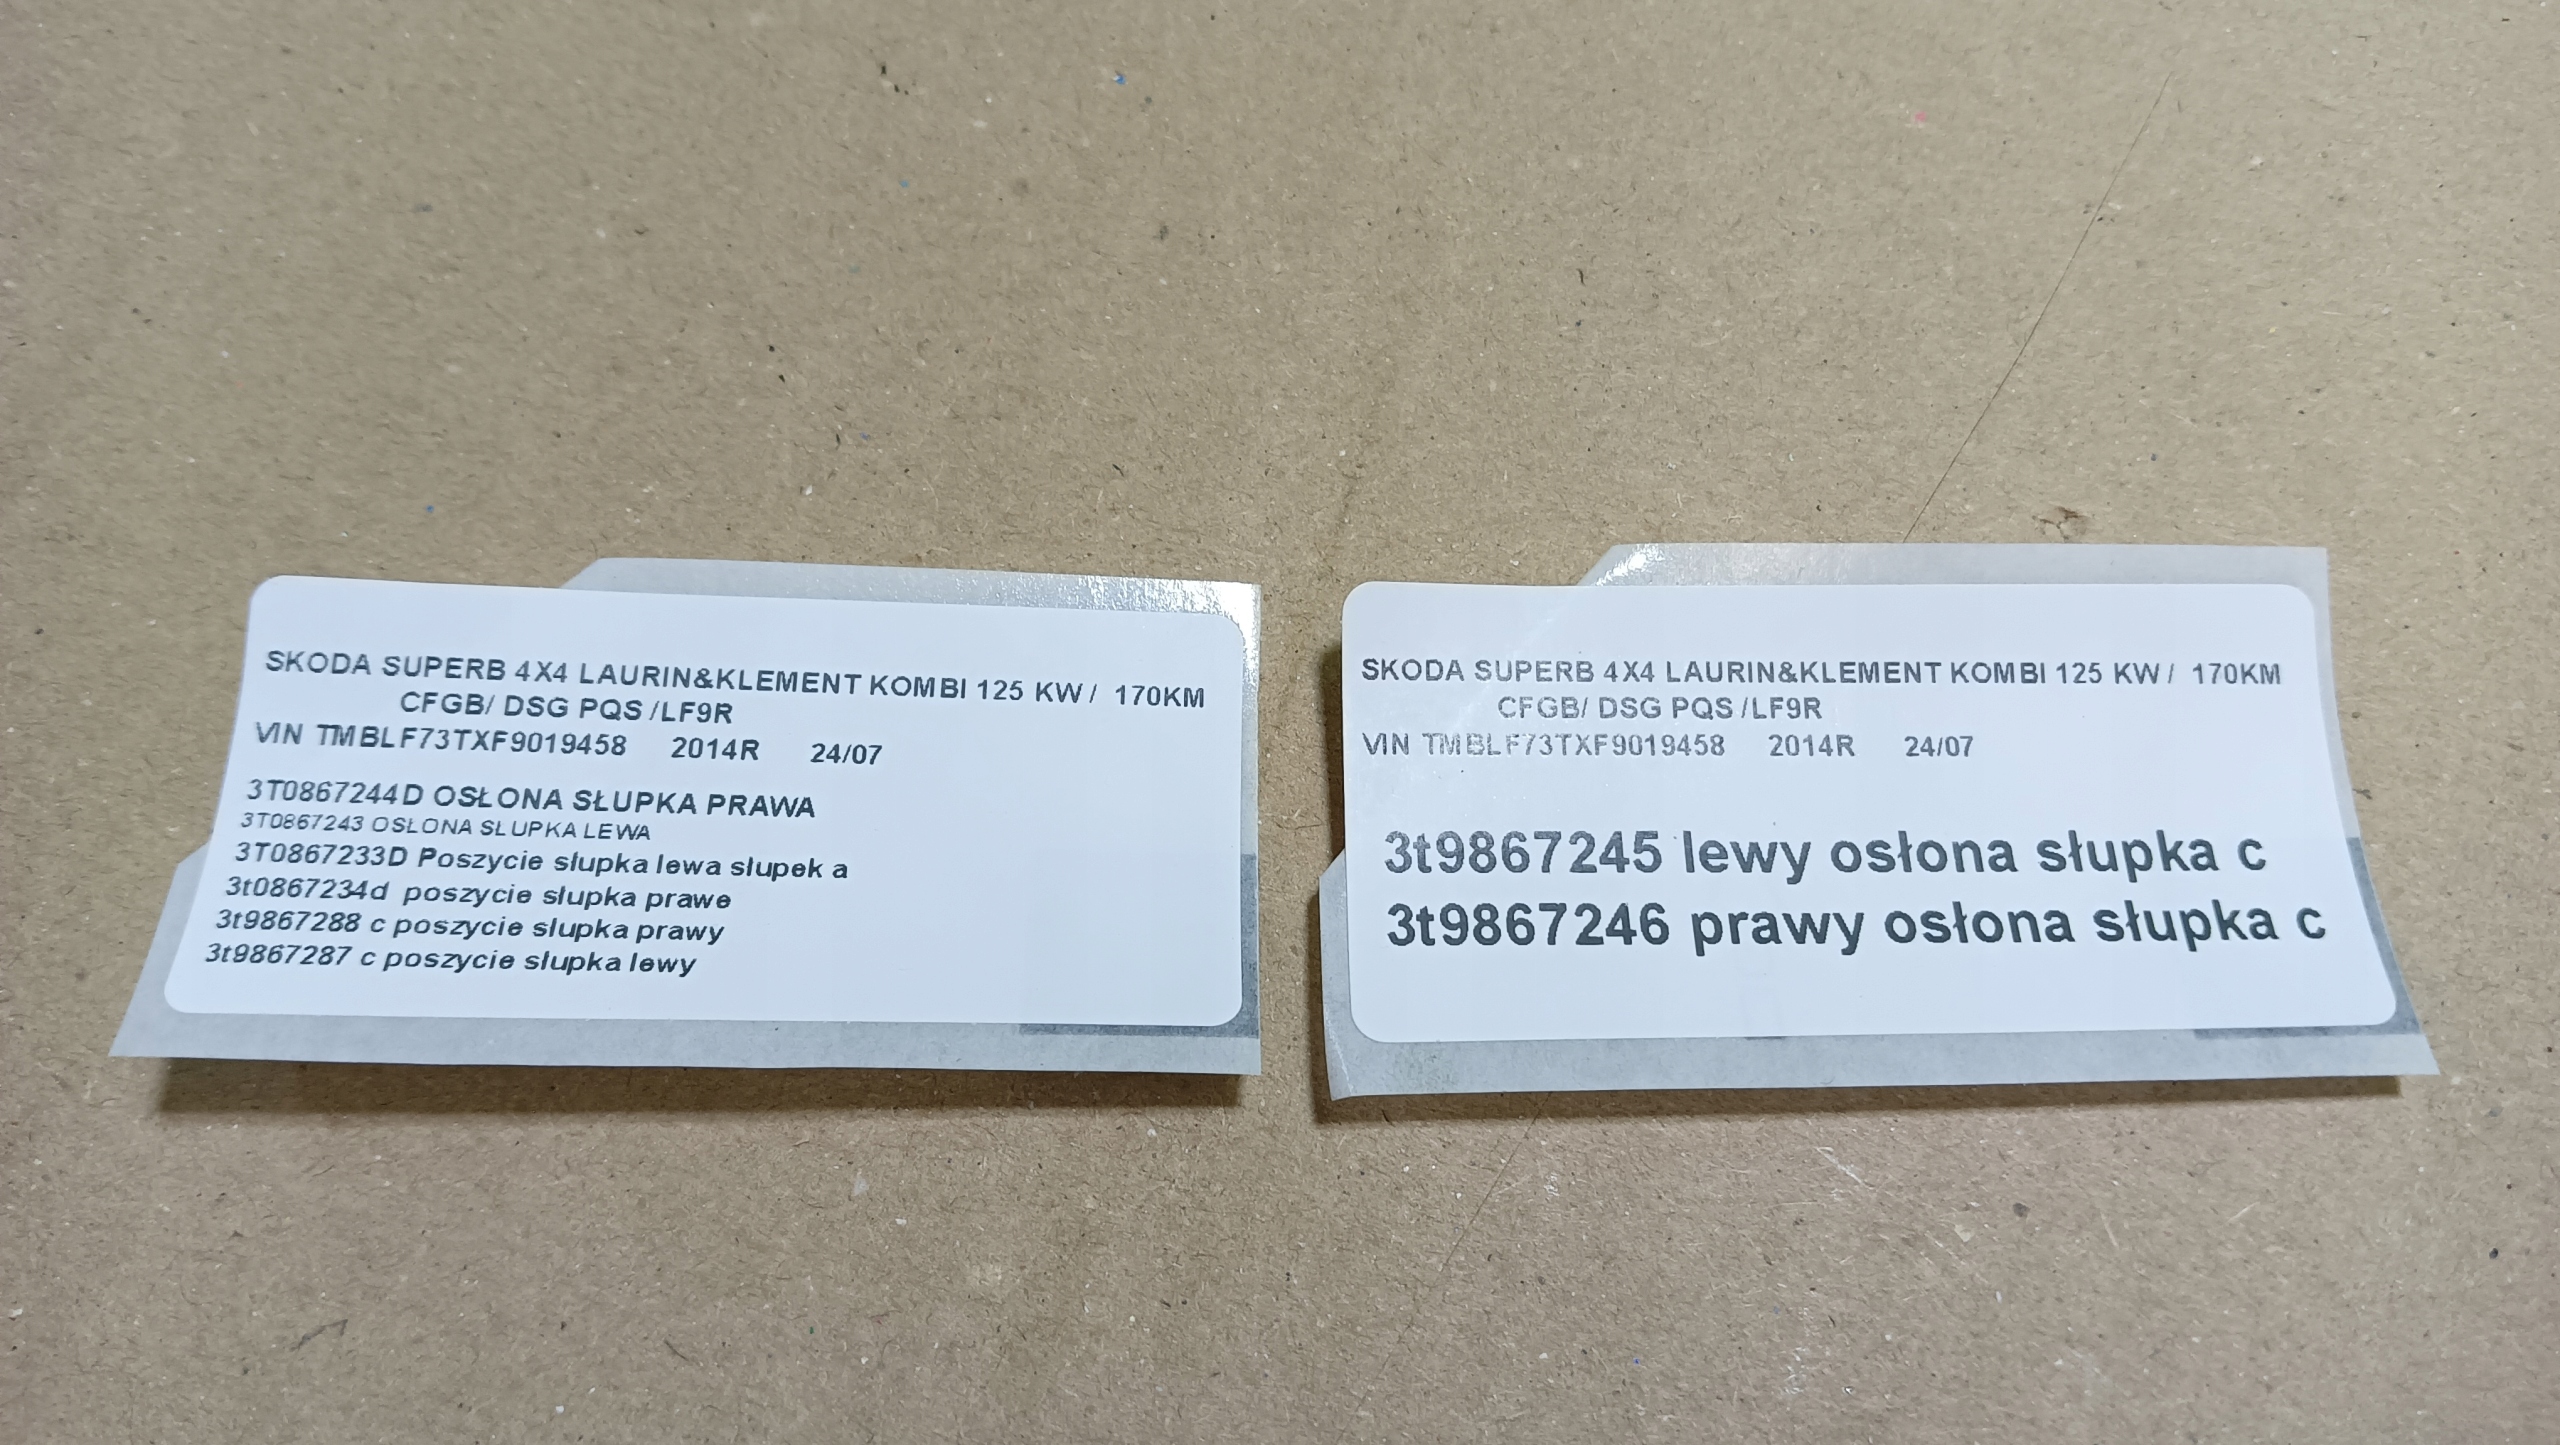 SKODA SUPERB 4X4 LAURIN&KLEMENT KOMBI 125 KW / 170KM
CFGB/ DSG PQS /LF9R
VIN TMBLF73TXF9019458 2014R 24/07
3T0867244D OSŁONA SŁUPKA PRAWA
3T0867243 OSŁONA SŁUPKA LEWA
3T0867233D Poszycie słupka lewa słupek a
3t0867234d poszycie słupka prawe
3t9867288 c poszycie słupka prawy
3t9867287 c poszycie słupka lewy
SKODA SUPERB 4X4 LAURIN&KLEMENT KOMBI 125 KW / 170KM
CFGB/ DSG PQS /LF9R
VIN TMBLF73TXF9019458 2014R 24/07
3t9867245 lewy osłona słupka c
3t9867246 prawy osłona słupka c